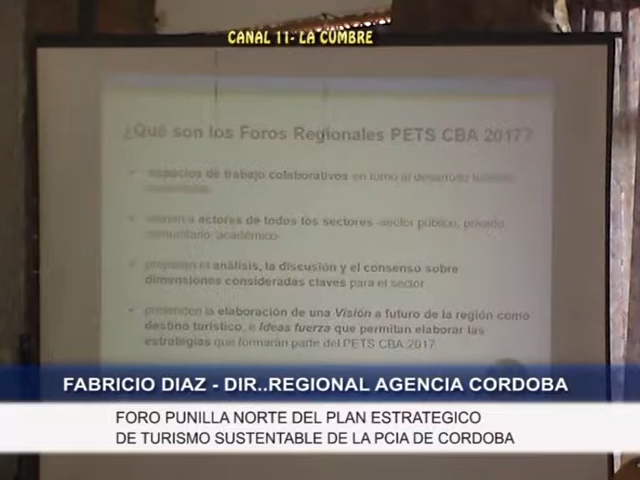 CANAL 11- LA CUMBRE
¿Qué son los Foros Regionales PETS CBA 2017?
espacios de trabajo colaborativos en torno al desarrollo
actores de todos los sectores -sector público, privado,
comunitario, académico-
el análisis, la discusión y el consenso sobre
dimensiones consideradas claves para el sector
pretenden la elaboración de una Visión a futuro de la región como
destino turístico, e Ideas fuerza que permitan elaborar las
estrategias que formarán parte del PETS CBA 2017
FABRICIO DIAZ - DIR..REGIONAL AGENCIA CORDOBA
FORO PUNILLA NORTE DEL PLAN ESTRATEGICO
DE TURISMO SUSTENTABLE DE LA PCIA DE CORDOBA